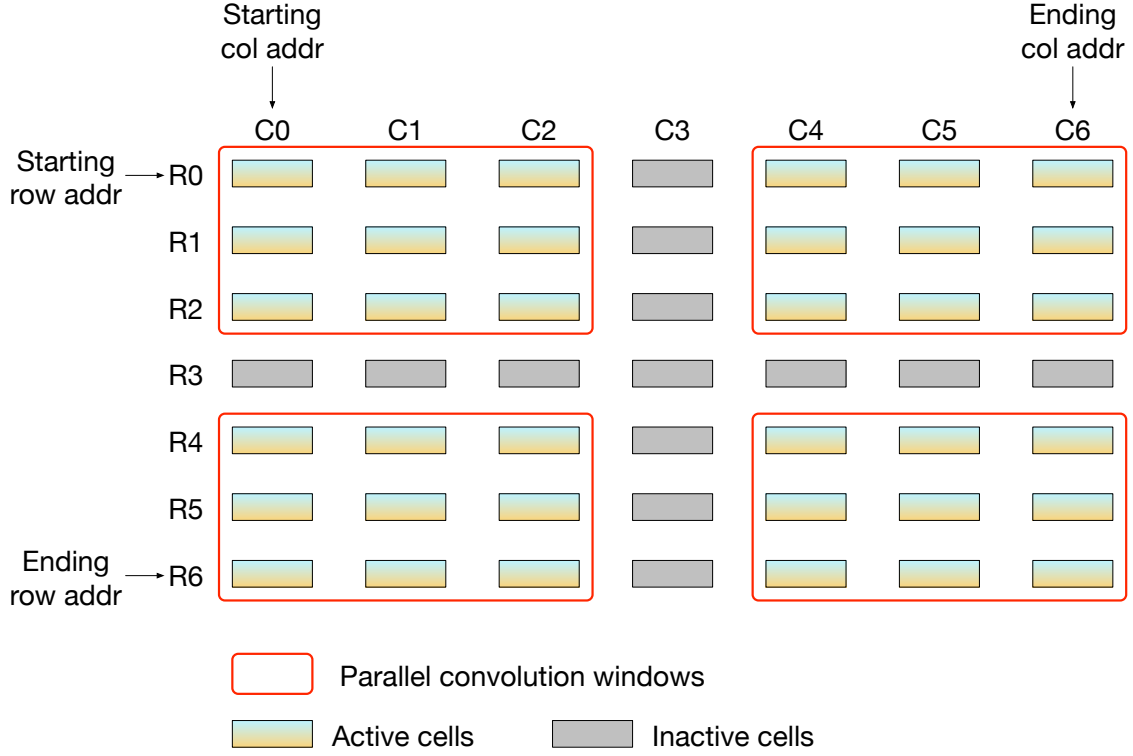 Starting
col addr
Ending
col addr
C0 C1 C2 C3 C4 C5 C6
Starting
row addr
R0
R1
R2
R3
R4
R5
Ending
row addr
R6
Parallel convolution windows
Active cells
Inactive cells